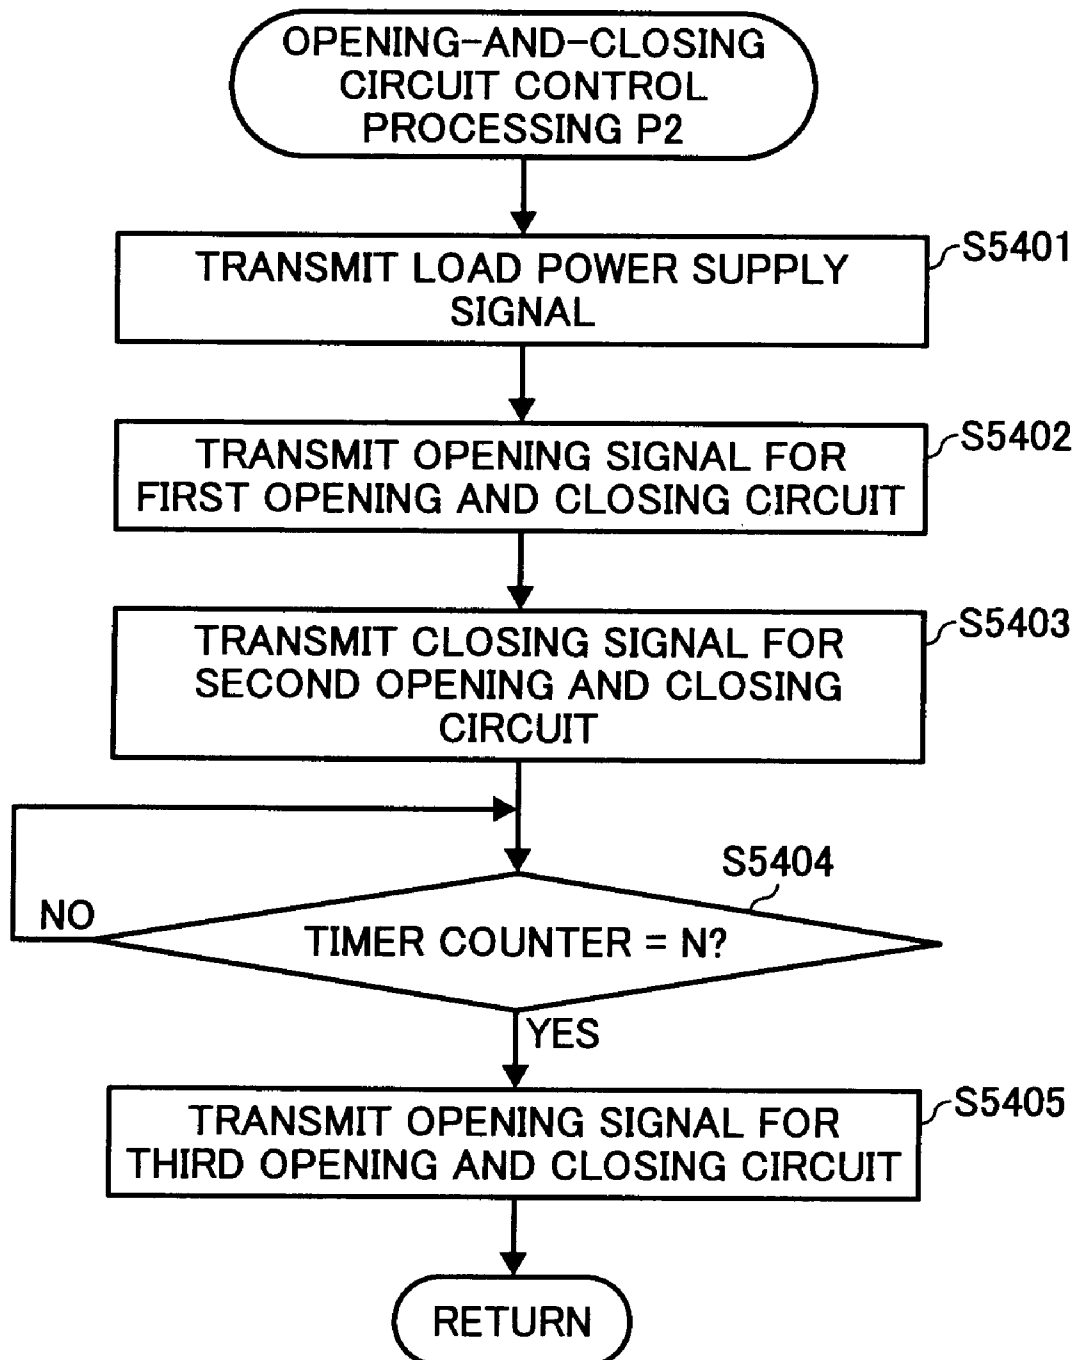 OPENING-AND-CLOSING
CIRCUIT CONTROL
PROCESSING P2
S5401
TRANSMIT LOAD POWER SUPPLY
SIGNAL
S5402
TRANSMIT OPENING SIGNAL FOR
FIRST OPENING AND CLOSING CIRCUIT
S5403
TRANSMIT CLOSING SIGNAL FOR
SECOND OPENING AND CLOSING
CIRCUIT
S5404
NO
TIMER COUNTER = N?
YES
S5405
TRANSMIT OPENING SIGNAL FOR
THIRD OPENING AND CLOSING CIRCUIT
RETURN